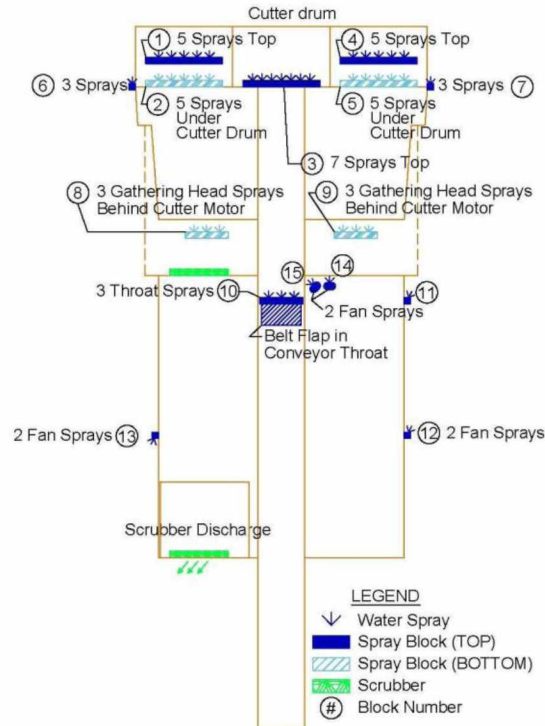 Cutter drum
1 5 Sprays Top
4 5 Sprays Top
6 3 Sprays
3 Sprays 7
2 5 Sprays
Under
Cutter Drum
5 5 Sprays
Under
Cutter Drum
3 7 Sprays Top
8 3 Gathering Head Sprays
Behind Cutter Motor
9 3 Gathering Head Sprays
Behind Cutter Motor
15
14
3 Throat Sprays 10
11
2 Fan Sprays
Belt Flap in
Conveyor Throat
2 Fan Sprays 13
12 2 Fan Sprays
Scrubber Discharge
LEGEND
Water Spray
Spray Block (TOP)
Spray Block (BOTTOM)
Scrubber
# Block Number